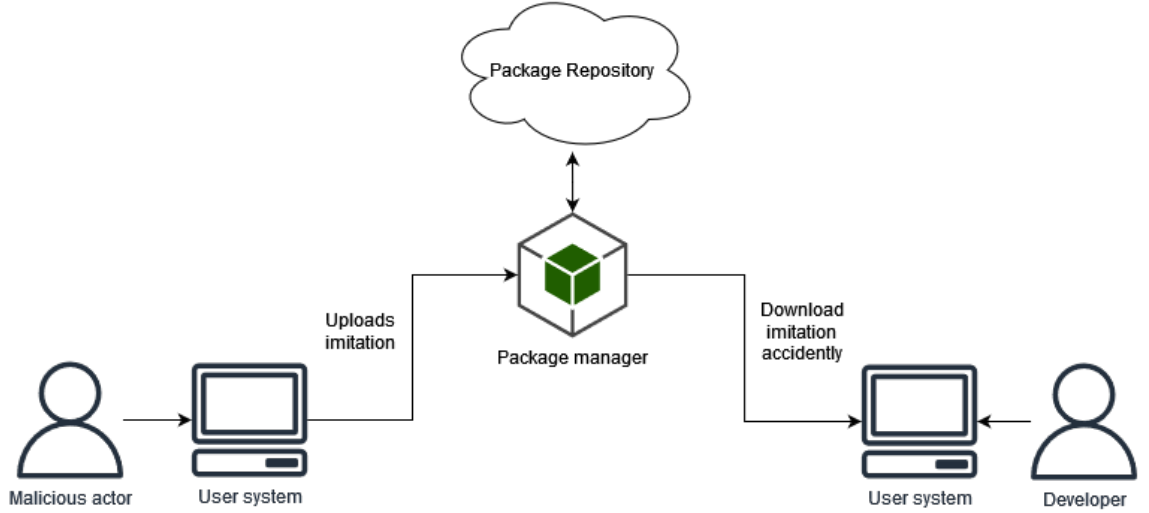 Package Repository
Uploads
imitation
Package manager
Download
imitation
accidently
Malicious actor
User system
User system
Developer